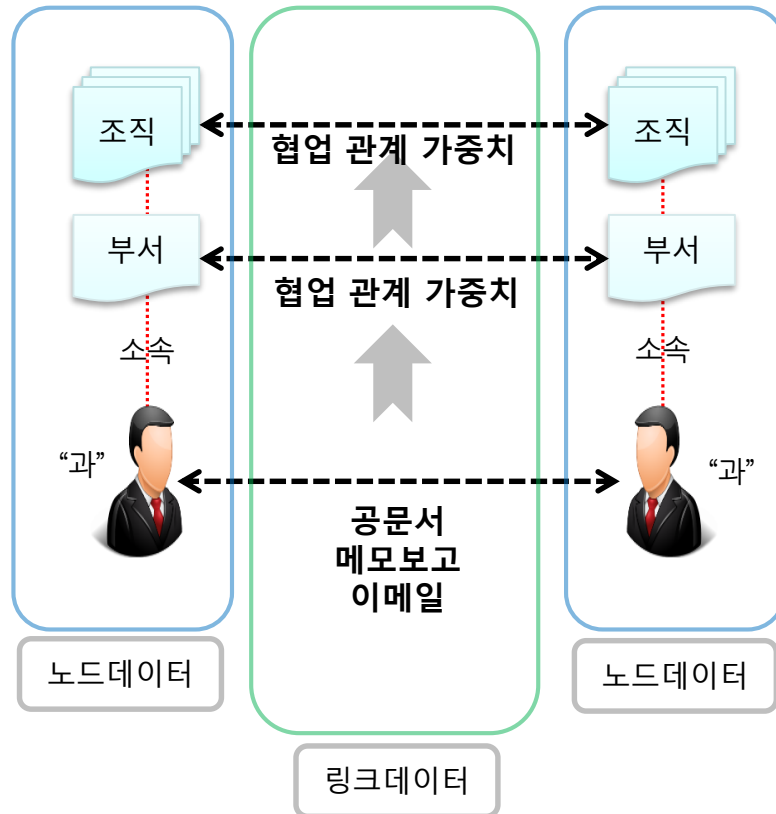 조직
조직
협업 관계 가중치
부서
부서
협업 관계 가중치
소속
소속
“과”
“과”
공문서
메모보고
이메일
노드데이터
노드데이터
링크데이터